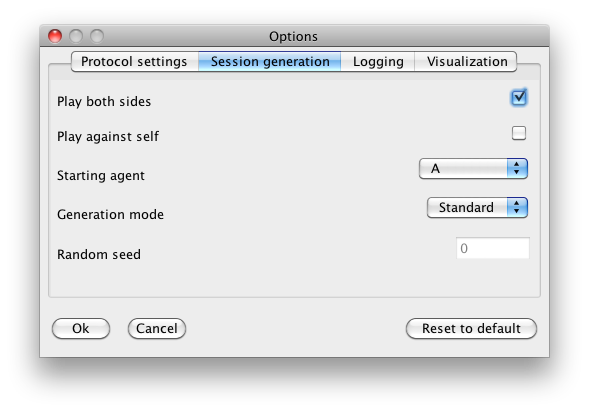 Options
Protocol settings Session generation Logging Visualization
Play both sides
Play against self
Starting agent A
Generation mode Standard
Random seed 0
Ok Cancel Reset to default